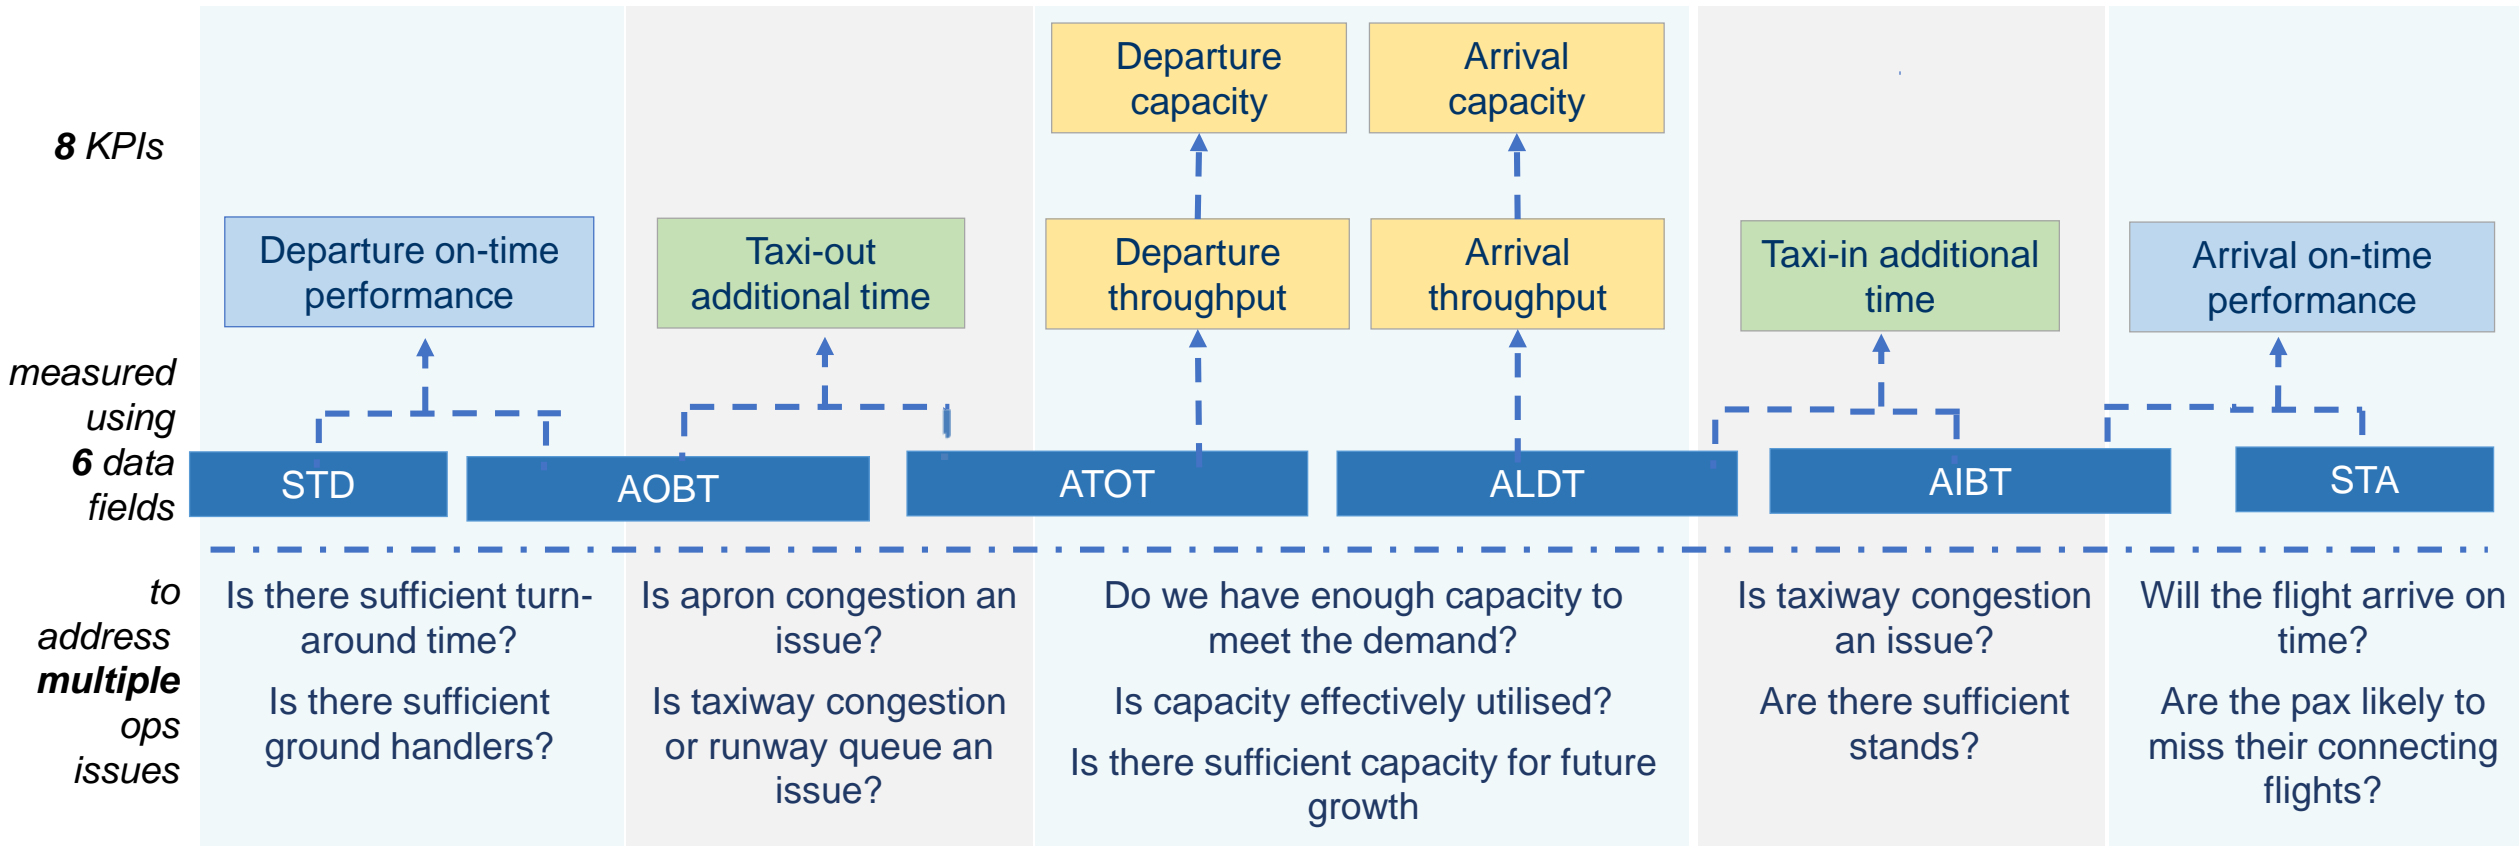 8 KPIs
Departure
capacity
Arrival
capacity
Departure on-time
performance
Taxi-out
additional time
Departure
throughput
Arrival
throughput
Taxi-in additional
time
Arrival on-time
performance
measured
using
6 data
fields
STD
AOBT
ATOT
ALDT
AIBT
STA
to
address
multiple
ops
issues
Is there sufficient turn-
around time?
Is there sufficient
ground handlers?
Is apron congestion an
issue?
Is taxiway congestion
or runway queue an
issue?
Do we have enough capacity to
meet the demand?
Is capacity effectively utilised?
Is there sufficient capacity for future
growth
Is taxiway congestion
an issue?
Are there sufficient
stands?
Will the flight arrive on
time?
Are the pax likely to
miss their connecting
flights?